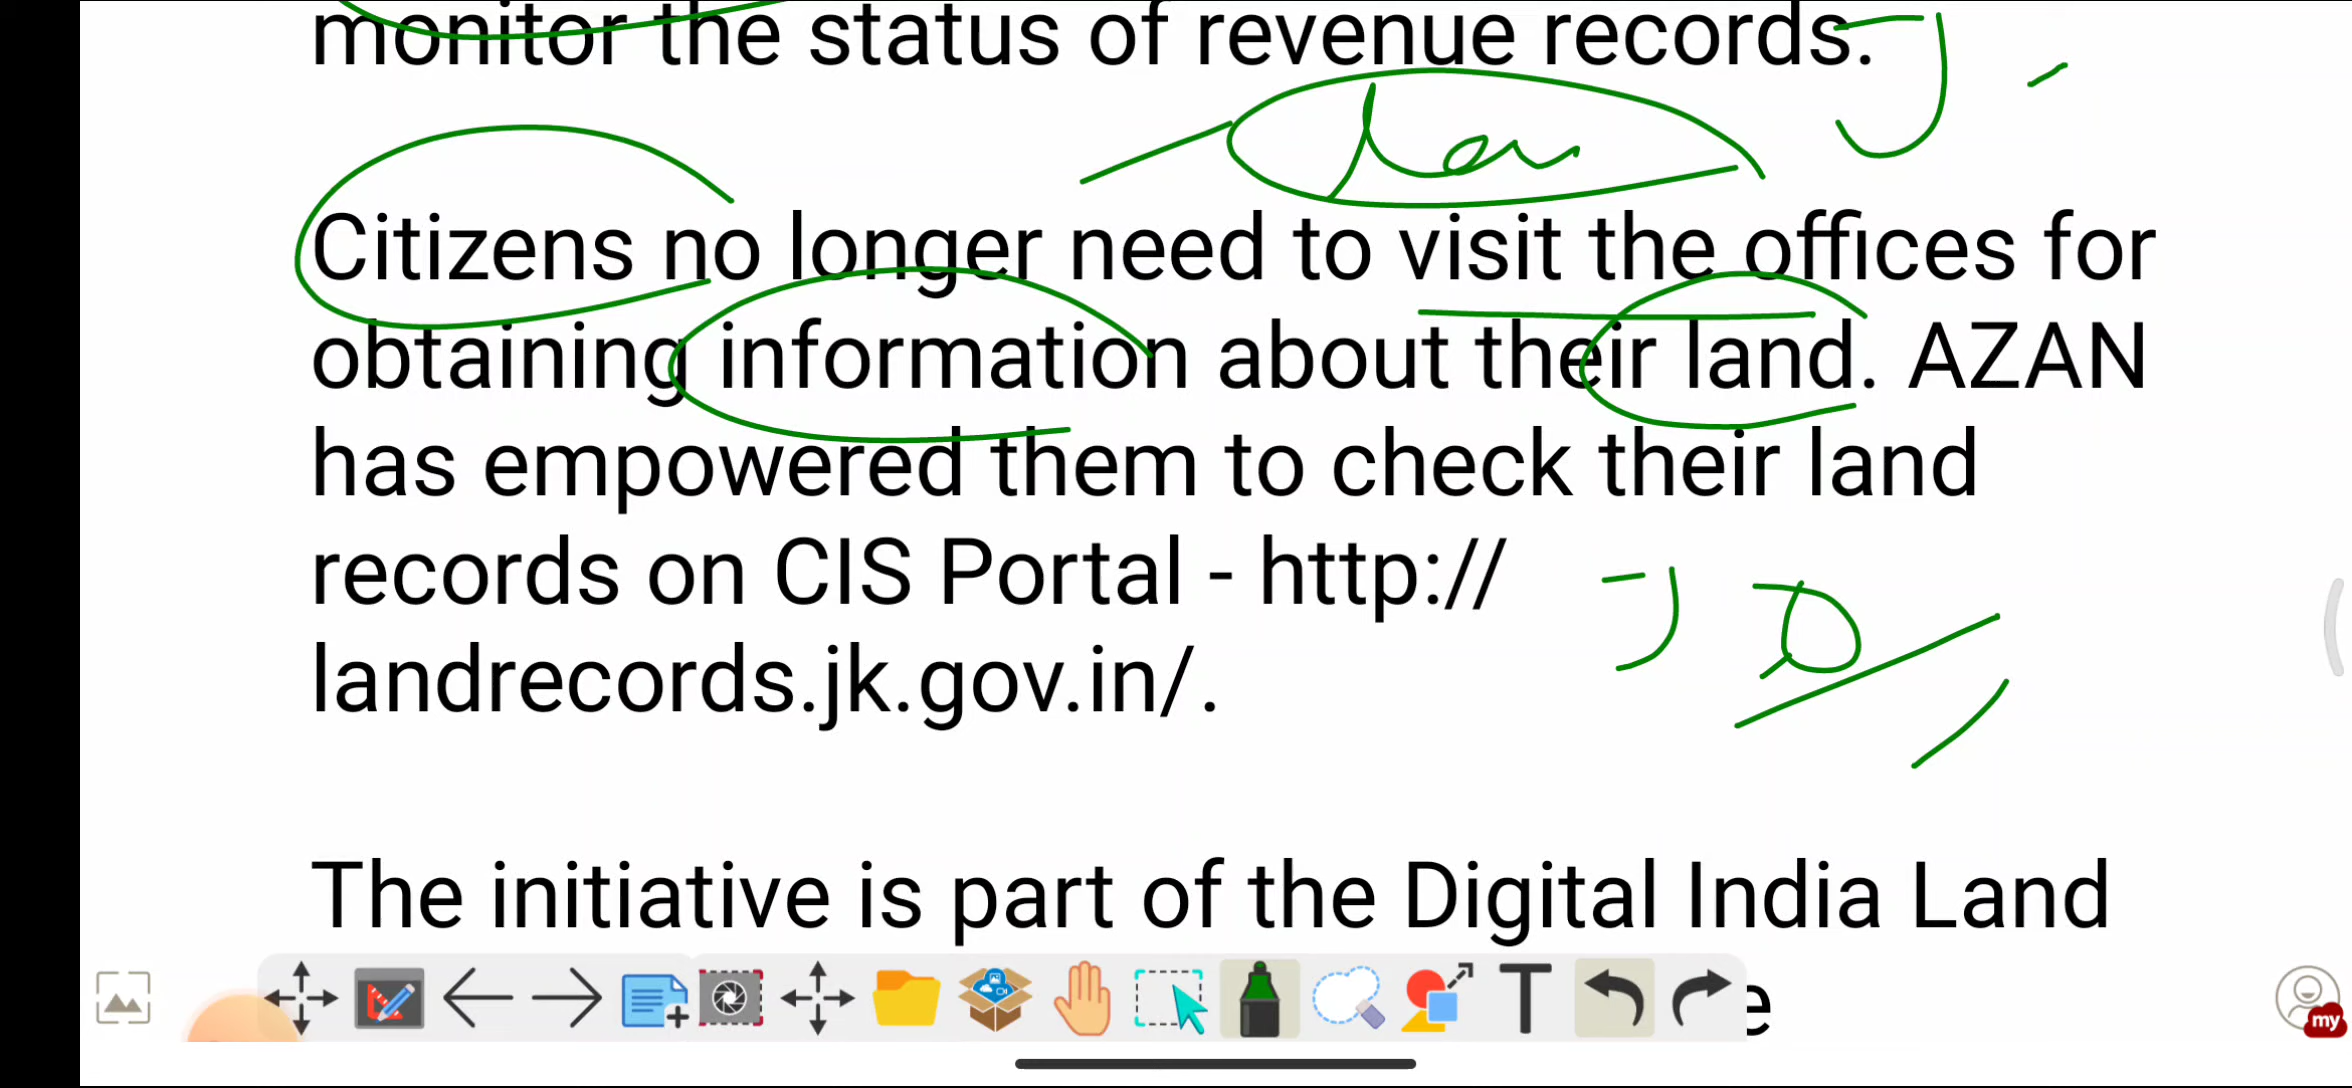 monitor the status of revenue records.
Citizens no longer need to visit the offices for
obtaining information about their land. AZAN
has empowered them to check their land
records on CIS Portal - http://
landrecords.jk.gov.in/.
The initiative is part of the Digital India Land
T
e
my